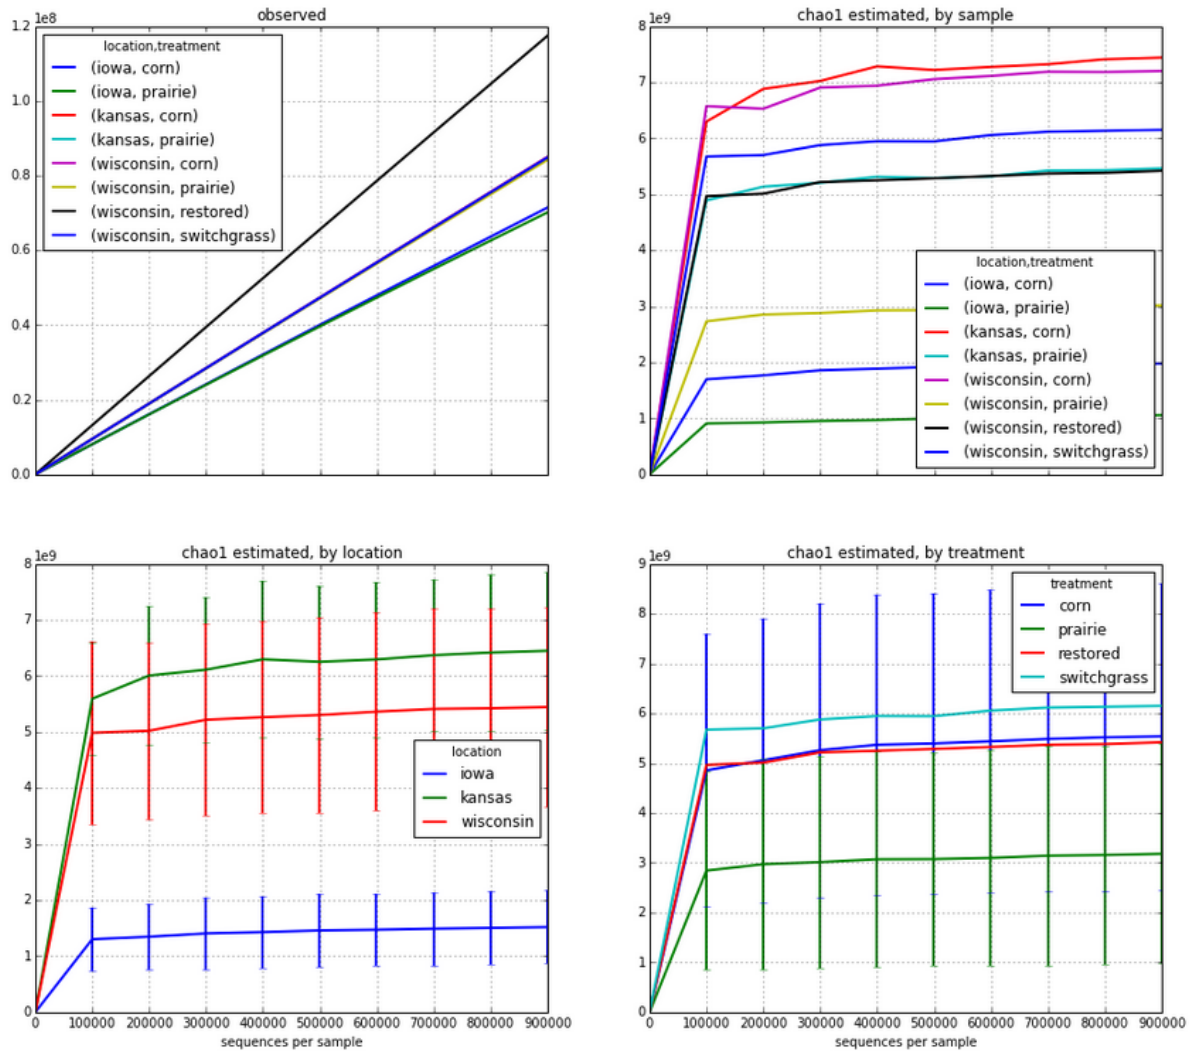 observed
1e8
1.2
1.0
0.8
0.6
0.4
0.2
0.0
location,treatment
(iowa, corn)
(iowa, prairie)
(kansas, corn)
(kansas, prairie)
(wisconsin, corn)
(wisconsin, prairie)
(wisconsin, restored)
(wisconsin, switchgrass)
chao1 estimated, by sample
1e9
8
7
6
5
4
3
2
1
0
location,treatment
(iowa, corn)
(iowa, prairie)
(kansas, corn)
(kansas, prairie)
(wisconsin, corn)
(wisconsin, prairie)
(wisconsin, restored)
(wisconsin, switchgrass)
chao1 estimated, by location
1e9
8
7
6
5
4
3
2
1
0
location
iowa
kansas
wisconsin
0 100000 200000 300000 400000 500000 600000 700000 800000 900000
sequences per sample
chao1 estimated, by treatment
1e9
9
8
7
6
5
4
3
2
1
0
treatment
corn
prairie
restored
switchgrass
0 100000 200000 300000 400000 500000 600000 700000 800000 900000
sequences per sample